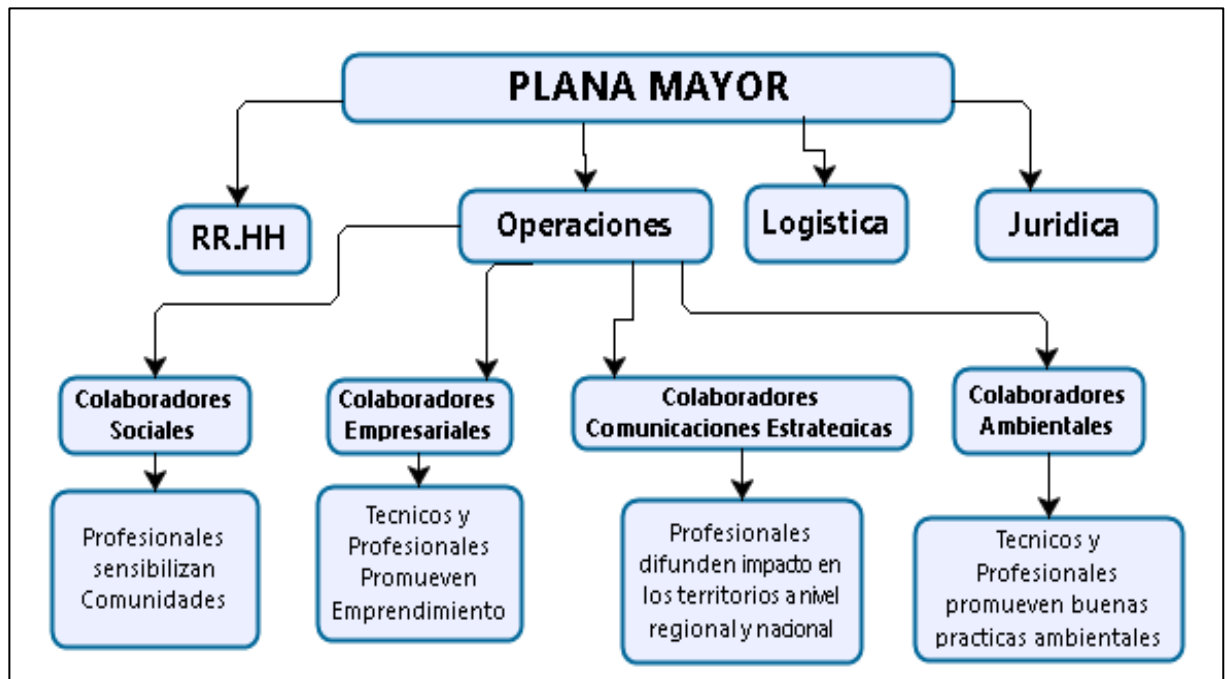 PLANA MAYOR
RR.HH
Operaciones
Logistica
Juridica
Colaboradores
Sociales
Colaboradores
Empresariales
Colaboradores
Comunicaciones Estrategicas
Colaboradores
Ambientales
Profesionales
sensibilizan
Comunidades
Tecnicos y
Profesionales
Promueven
Emprendimiento
Profesionales
difunden impacto en
los territorios a nivel
regional y nacional
Tecnicos y
Profesionales
promueven buenas
practicas ambientales